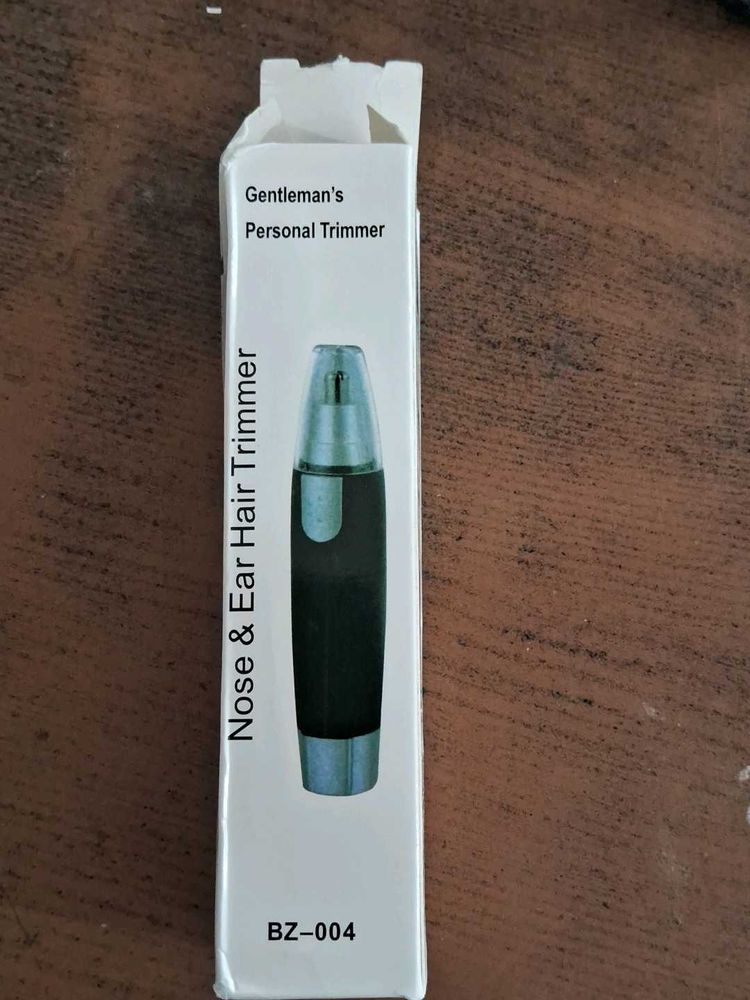 Gentleman's
Personal Trimmer
Nose & Ear Hair Trimmer
BZ-004